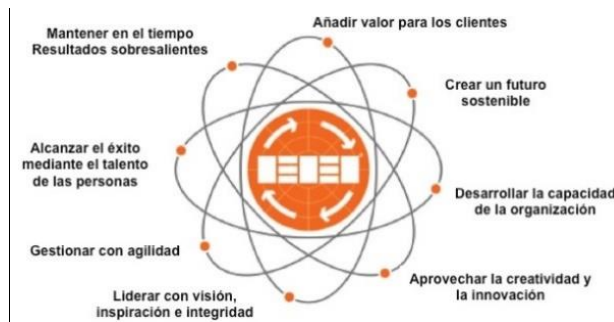 Añadir valor para los clientes
Mantener en el tiempo
Resultados sobresalientes
Crear un futuro
sostenible
Alcanzar el éxito
mediante el talento
de las personas
Desarrollar la capacidad
de la organización
Gestionar con agilidad
Aprovechar la creatividad y
la innovación
Liderar con visión,
inspiración e integridad